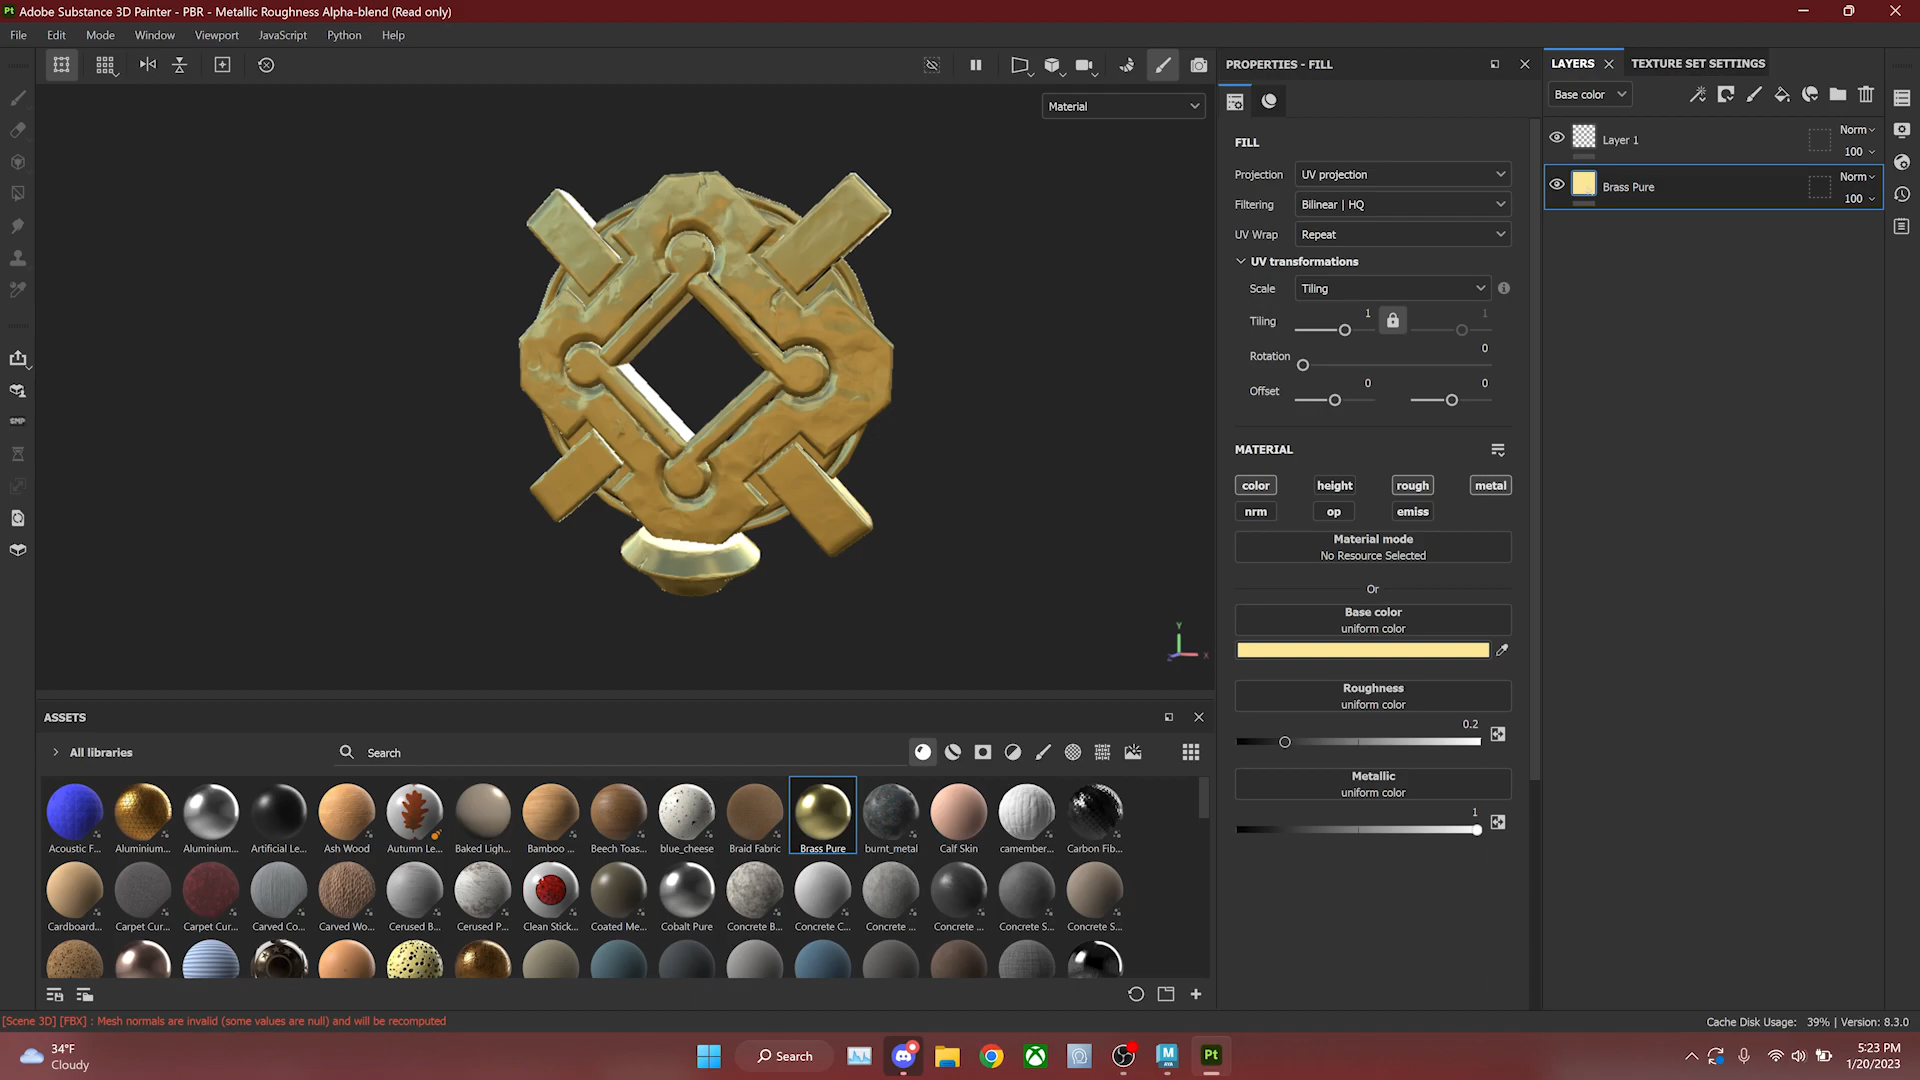 Pt Adobe Substance 3D Painter - PBR - Metallic Roughness Alpha-blend (Read only)
File Edit Mode Window Viewport JavaScript Python Help
Material
PROPERTIES - FILL
FILL
Projection UV projection
Filtering Bilinear | HQ
UV Wrap Repeat
UV transformations
Scale Tiling
Tiling 1 1
Rotation 0
Offset 0 0
MATERIAL
color height rough metal
nrm op emiss
Material mode
No Resource Selected
Or
Base color
uniform color
Roughness
uniform color
0.2
Metallic
uniform color
1
LAYERS TEXTURE SET SETTINGS
Base color
Layer 1 Norm
100
Brass Pure Norm
100
SMP
Y
X
Z
ASSETS
All libraries
Search
Acoustic F... Aluminium... Aluminium... Artificial Le... Ash Wood Autumn Le... Baked Ligh... Bamboo ... Beech Toas... blue_cheese Braid Fabric Brass Pure burnt_metal Calf Skin camember... Carbon Fib...
Cardboard... Carpet Cur... Carpet Cur... Carved Co... Carved Wo... Cerused B... Cerused P... Clean Stick... Coated Me... Cobalt Pure Concrete B... Concrete C... Concrete ... Concrete ... Concrete S... Concrete S...
[Scene 3D] [FBX] : Mesh normals are invalid (some values are null) and will be recomputed
Cache Disk Usage: 39% | Version: 8.3.0
34°F
Cloudy
Search
M
Pt
5:23 PM
1/20/2023